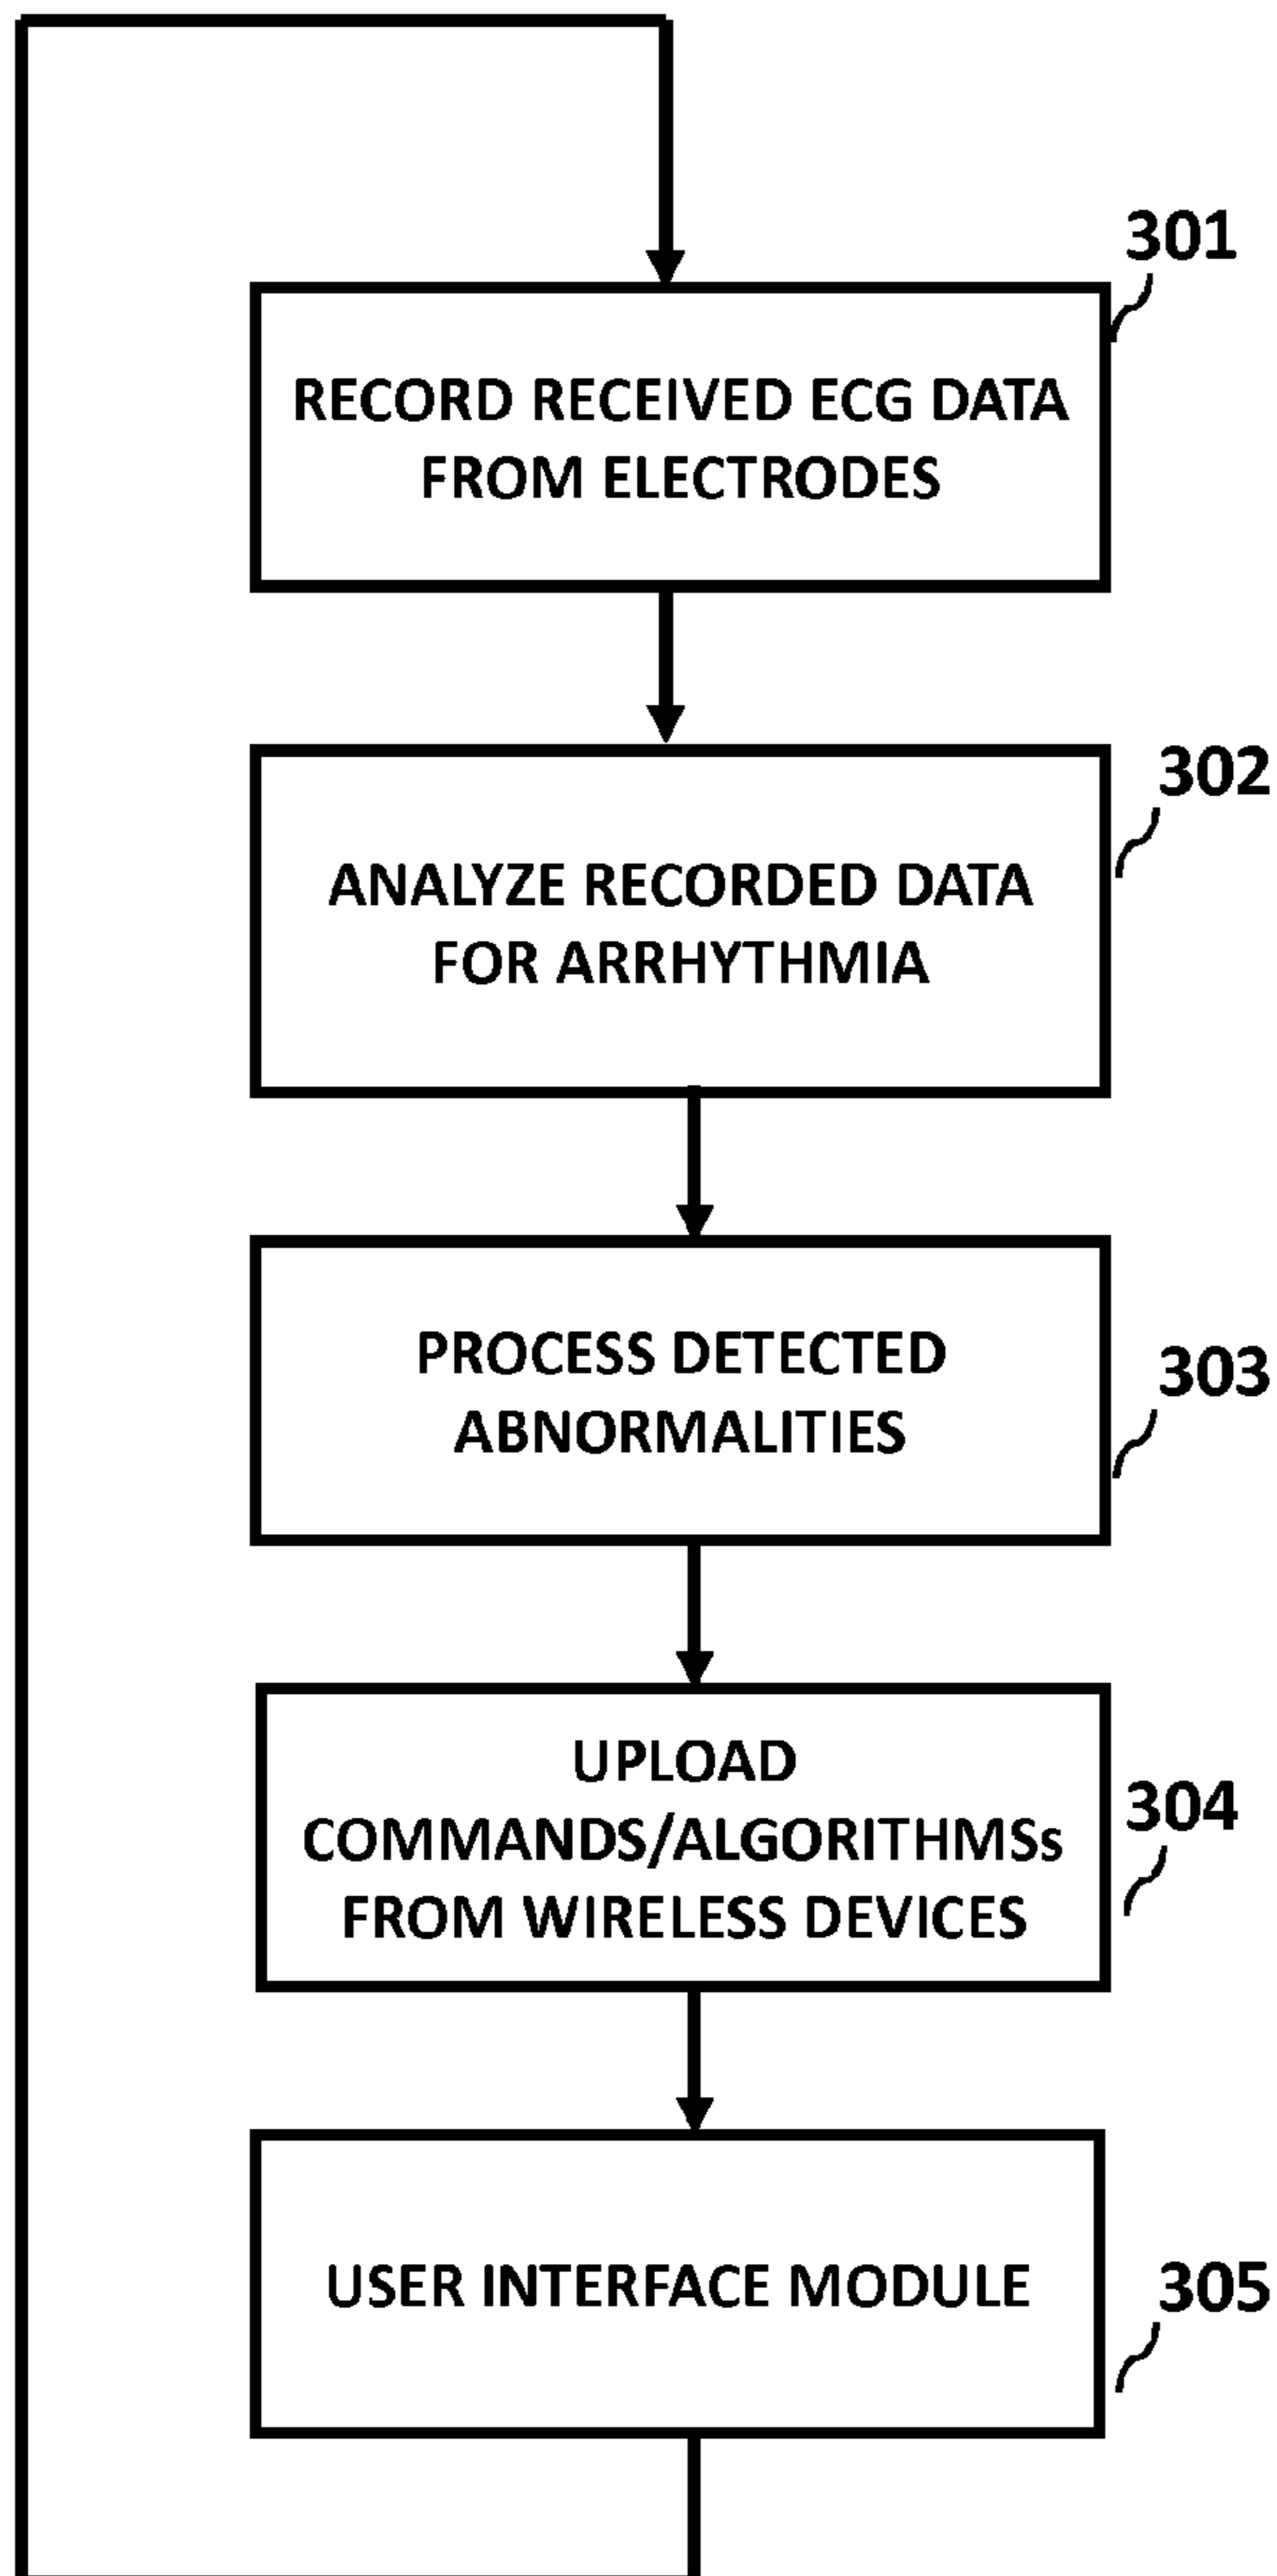 301
RECORD RECEIVED ECG DATA
FROM ELECTRODES
302
ANALYZE RECORDED DATA
FOR ARRHYTHMIA
303
PROCESS DETECTED
ABNORMALITIES
304
UPLOAD
COMMANDS/ALGORITHMSs
FROM WIRELESS DEVICES
305
USER INTERFACE MODULE